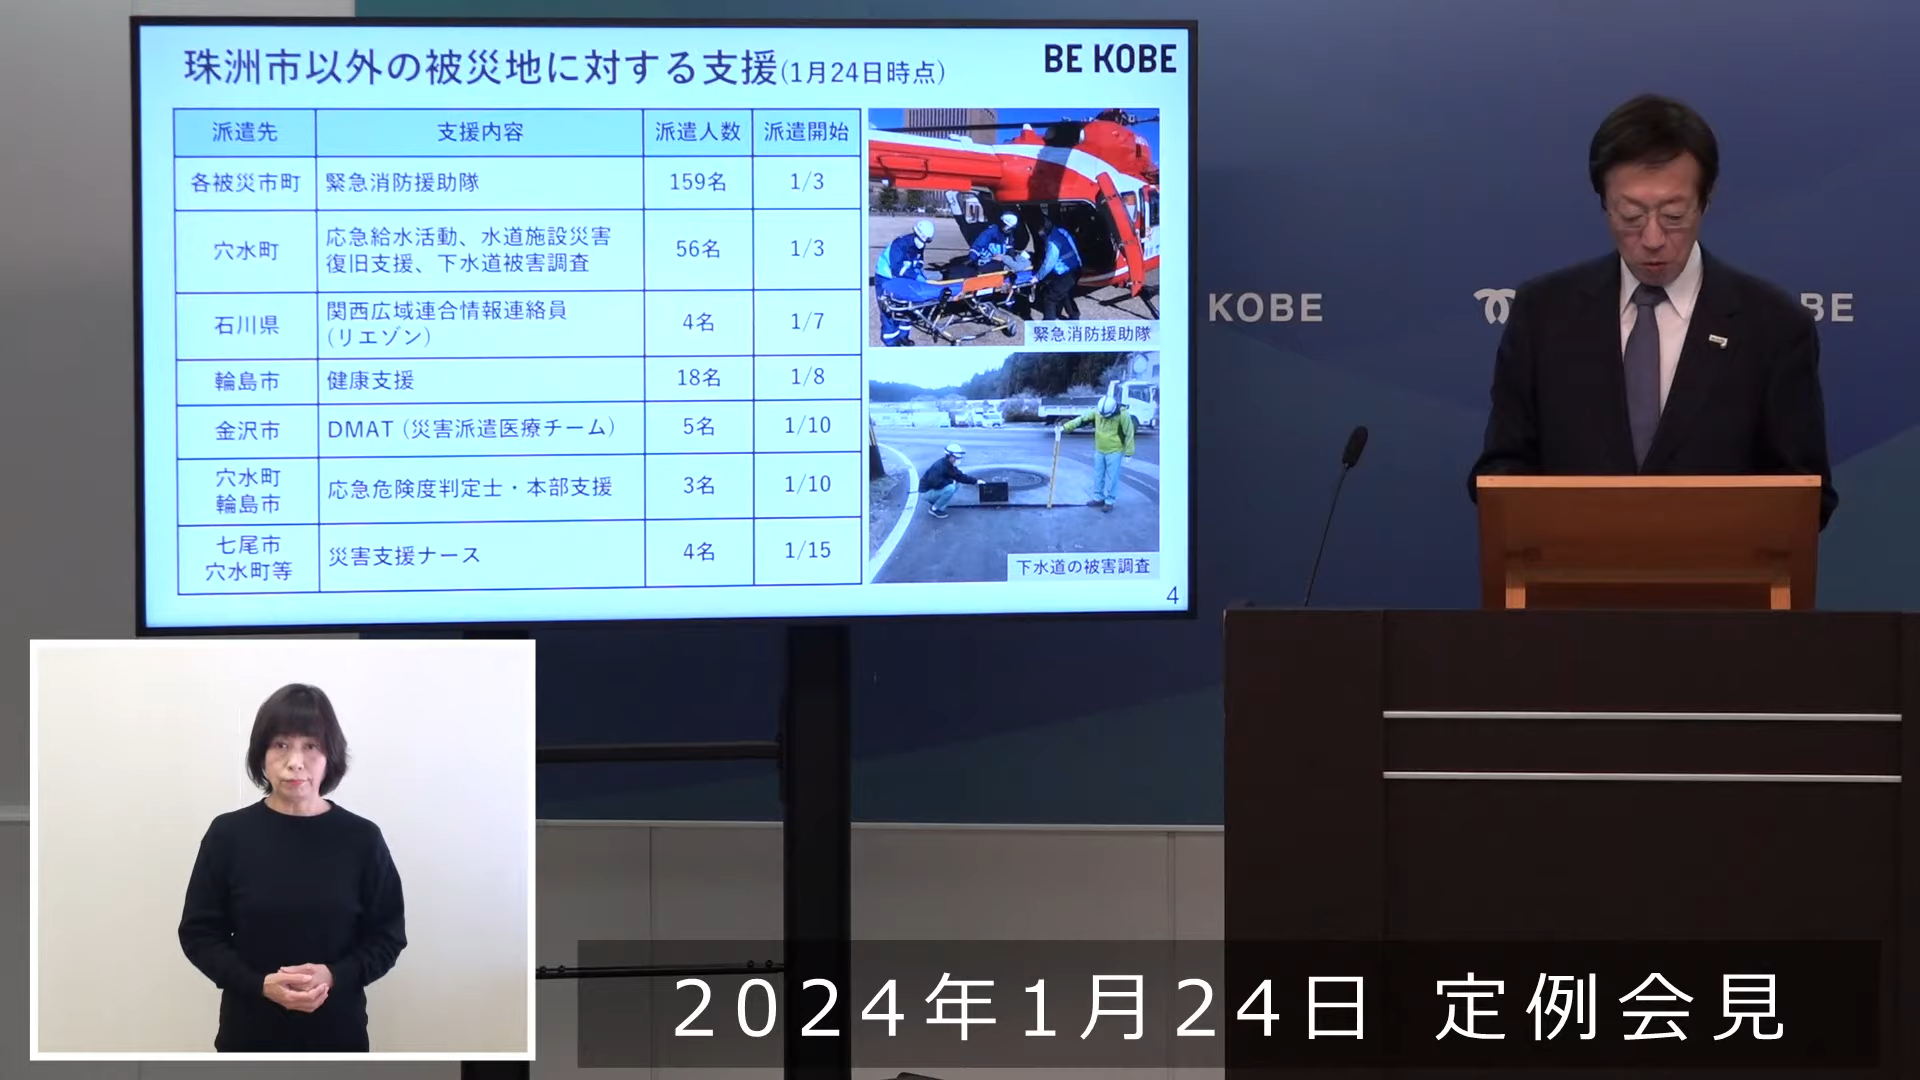 珠洲市以外の被災地に対する支援(1月24日時点)
BE KOBE
派遣先 支援内容 派遣人数 派遣開始
各被災市町 緊急消防援助隊 159名 1/3
穴水町 応急給水活動、水道施設災害
復旧支援、下水道被害調査 56名 1/3
石川県 関西広域連合情報連絡員
(リエゾン) 4名 1/7
輪島市 健康支援 18名 1/8
金沢市 DMAT (災害派遣医療チーム) 5名 1/10
穴水町
輪島市 応急危険度判定士・本部支援 3名 1/10
七尾市
穴水町等 災害支援ナース 4名 1/15
緊急消防援助隊
下水道の被害調査
4
KOBE
BE
2024年1月24日 定例会見